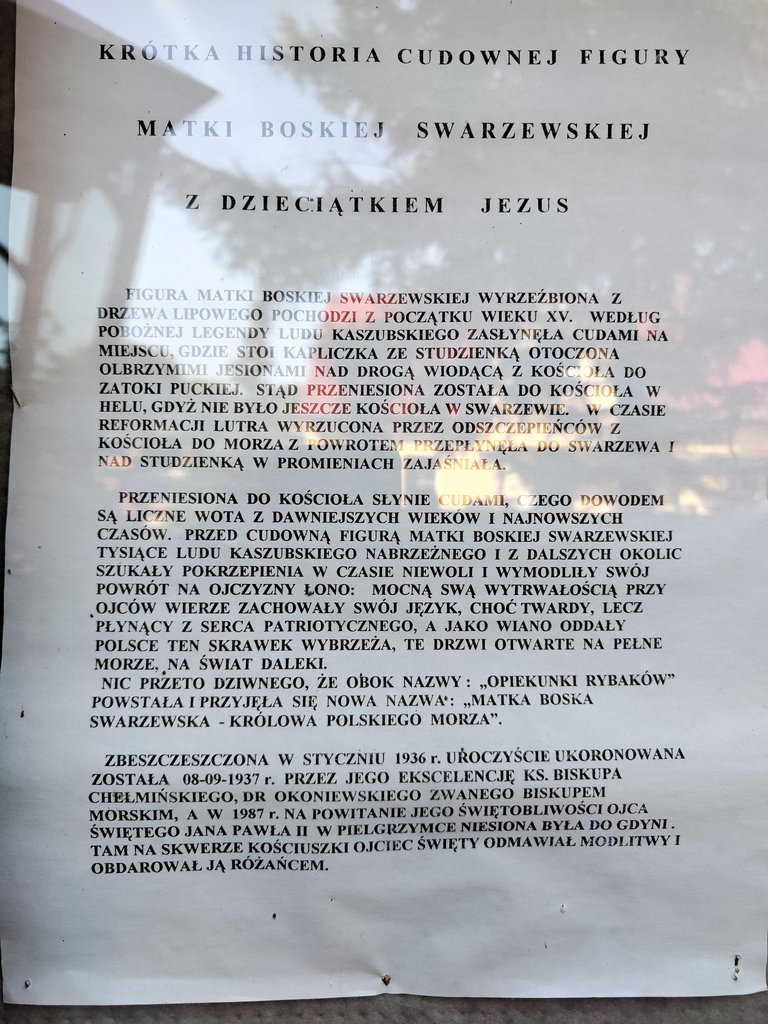 KRÓTKA HISTORIA CUDOWNEJ FIGURY
MATKI BOSKIEJ SWARZEWSKIEJ
Z DZIECIĄTKIEM JEZUS
FIGURA MATKI BOSKIEJ SWARZEWSKIEJ WYRZEŹBIONA Z
DRZEWA LIPOWEGO POCHODZI Z POCZĄTKU WIEKU XV. WEDŁUG
POBOŻNEJ LEGENDY LUDU KASZUBSKIEGO ZASŁYNĘŁA CUDAMI NA
MIEJSCU, GDZIE STOI KAPLICZKA ZE STUDZIENKĄ OTOCZONA
OLBRZYMIMI JESIONAMI NAD DROGĄ WIODĄCĄ Z KOŚCIOŁA DO
ZATOKI PUCKIEJ. STĄD PRZENIESIONA ZOSTAŁA DO KOŚCIOŁA W
HELU, GDYŻ NIE BYŁO JESZCZE KOŚCIOŁA W SWARZEWIE. W CZASIE
REFORMACJI LUTRA WYRZUCONA PRZEZ ODSZCZEPIEŃCÓW Z
KOŚCIOŁA DO MORZA Z POWROTEM PRZEPŁYNĘŁA DO SWARZEWA I
NAD STUDZIENKĄ W PROMIENIACH ZAJAŚNIAŁA.
PRZENIESIONA DO KOŚCIOŁA SŁYNIE CUDAMI, CZEGO DOWODEM
SĄ LICZNE WOTA Z DAWNIEJSZYCH WIEKÓW I NAJNOWSZYCH
CZASÓW. PRZED CUDOWNĄ FIGURĄ MATKI BOSKIEJ SWARZEWSKIEJ
TYSIĄCE LUDU KASZUBSKIEGO NABRZEŻNEGO I Z DALSZYCH OKOLIC
SZUKAŁY POKRZEPIENIA W CZASIE NIEWOLI I WYMODLIŁY SWÓJ
POWRÓT NA OJCZYZNY ŁONO: MOCNĄ SWĄ WYTRWAŁOŚCIĄ PRZY
OJCÓW WIERZE ZACHOWAŁY SWÓJ JĘZYK, CHOĆ TWARDY, LECZ
PŁYNĄCY Z SERCA PATRIOTYCZNEGO, A JAKO WIANO ODDAŁY
POLSCE TEN SKRAWEK WYBRZEŻA, TE DRZWI OTWARTE NA PEŁNE
MORZE, NA ŚWIAT DALEKI.
NIC PRZETO DZIWNEGO, ŻE OBOK NAZWY : „OPIEKUNKI RYBAKÓW”
POWSTAŁA I PRZYJĘŁA SIĘ NOWA NAZWA : „MATKA BOSKA
SWARZEWSKA - KRÓLOWA POLSKIEGO MORZA”.
ZBESZCZESZCZONA W STYCZNIU 1936 r. UROCZYŚCIE UKORONOWANA
ZOSTAŁA 08-09-1937 r. PRZEZ JEGO EKSCELENCJĘ KS. BISKUPA
CHEŁMIŃSKIEGO, DR OKONIEWSKIEGO ZWANEGO BISKUPEM
MORSKIM, A W 1987 r. NA POWITANIE JEGO ŚWIĘTOBLIWOŚCI OJCA
ŚWIĘTEGO JANA PAWŁA II W PIELGRZYMCE NIESIONA BYŁA DO GDYNI .
TAM NA SKWERZE KOŚCIUSZKI OJCIEC ŚWIĘTY ODMAWIAŁ MODLITWY I
OBDAROWAŁ JĄ RÓŻAŃCEM.